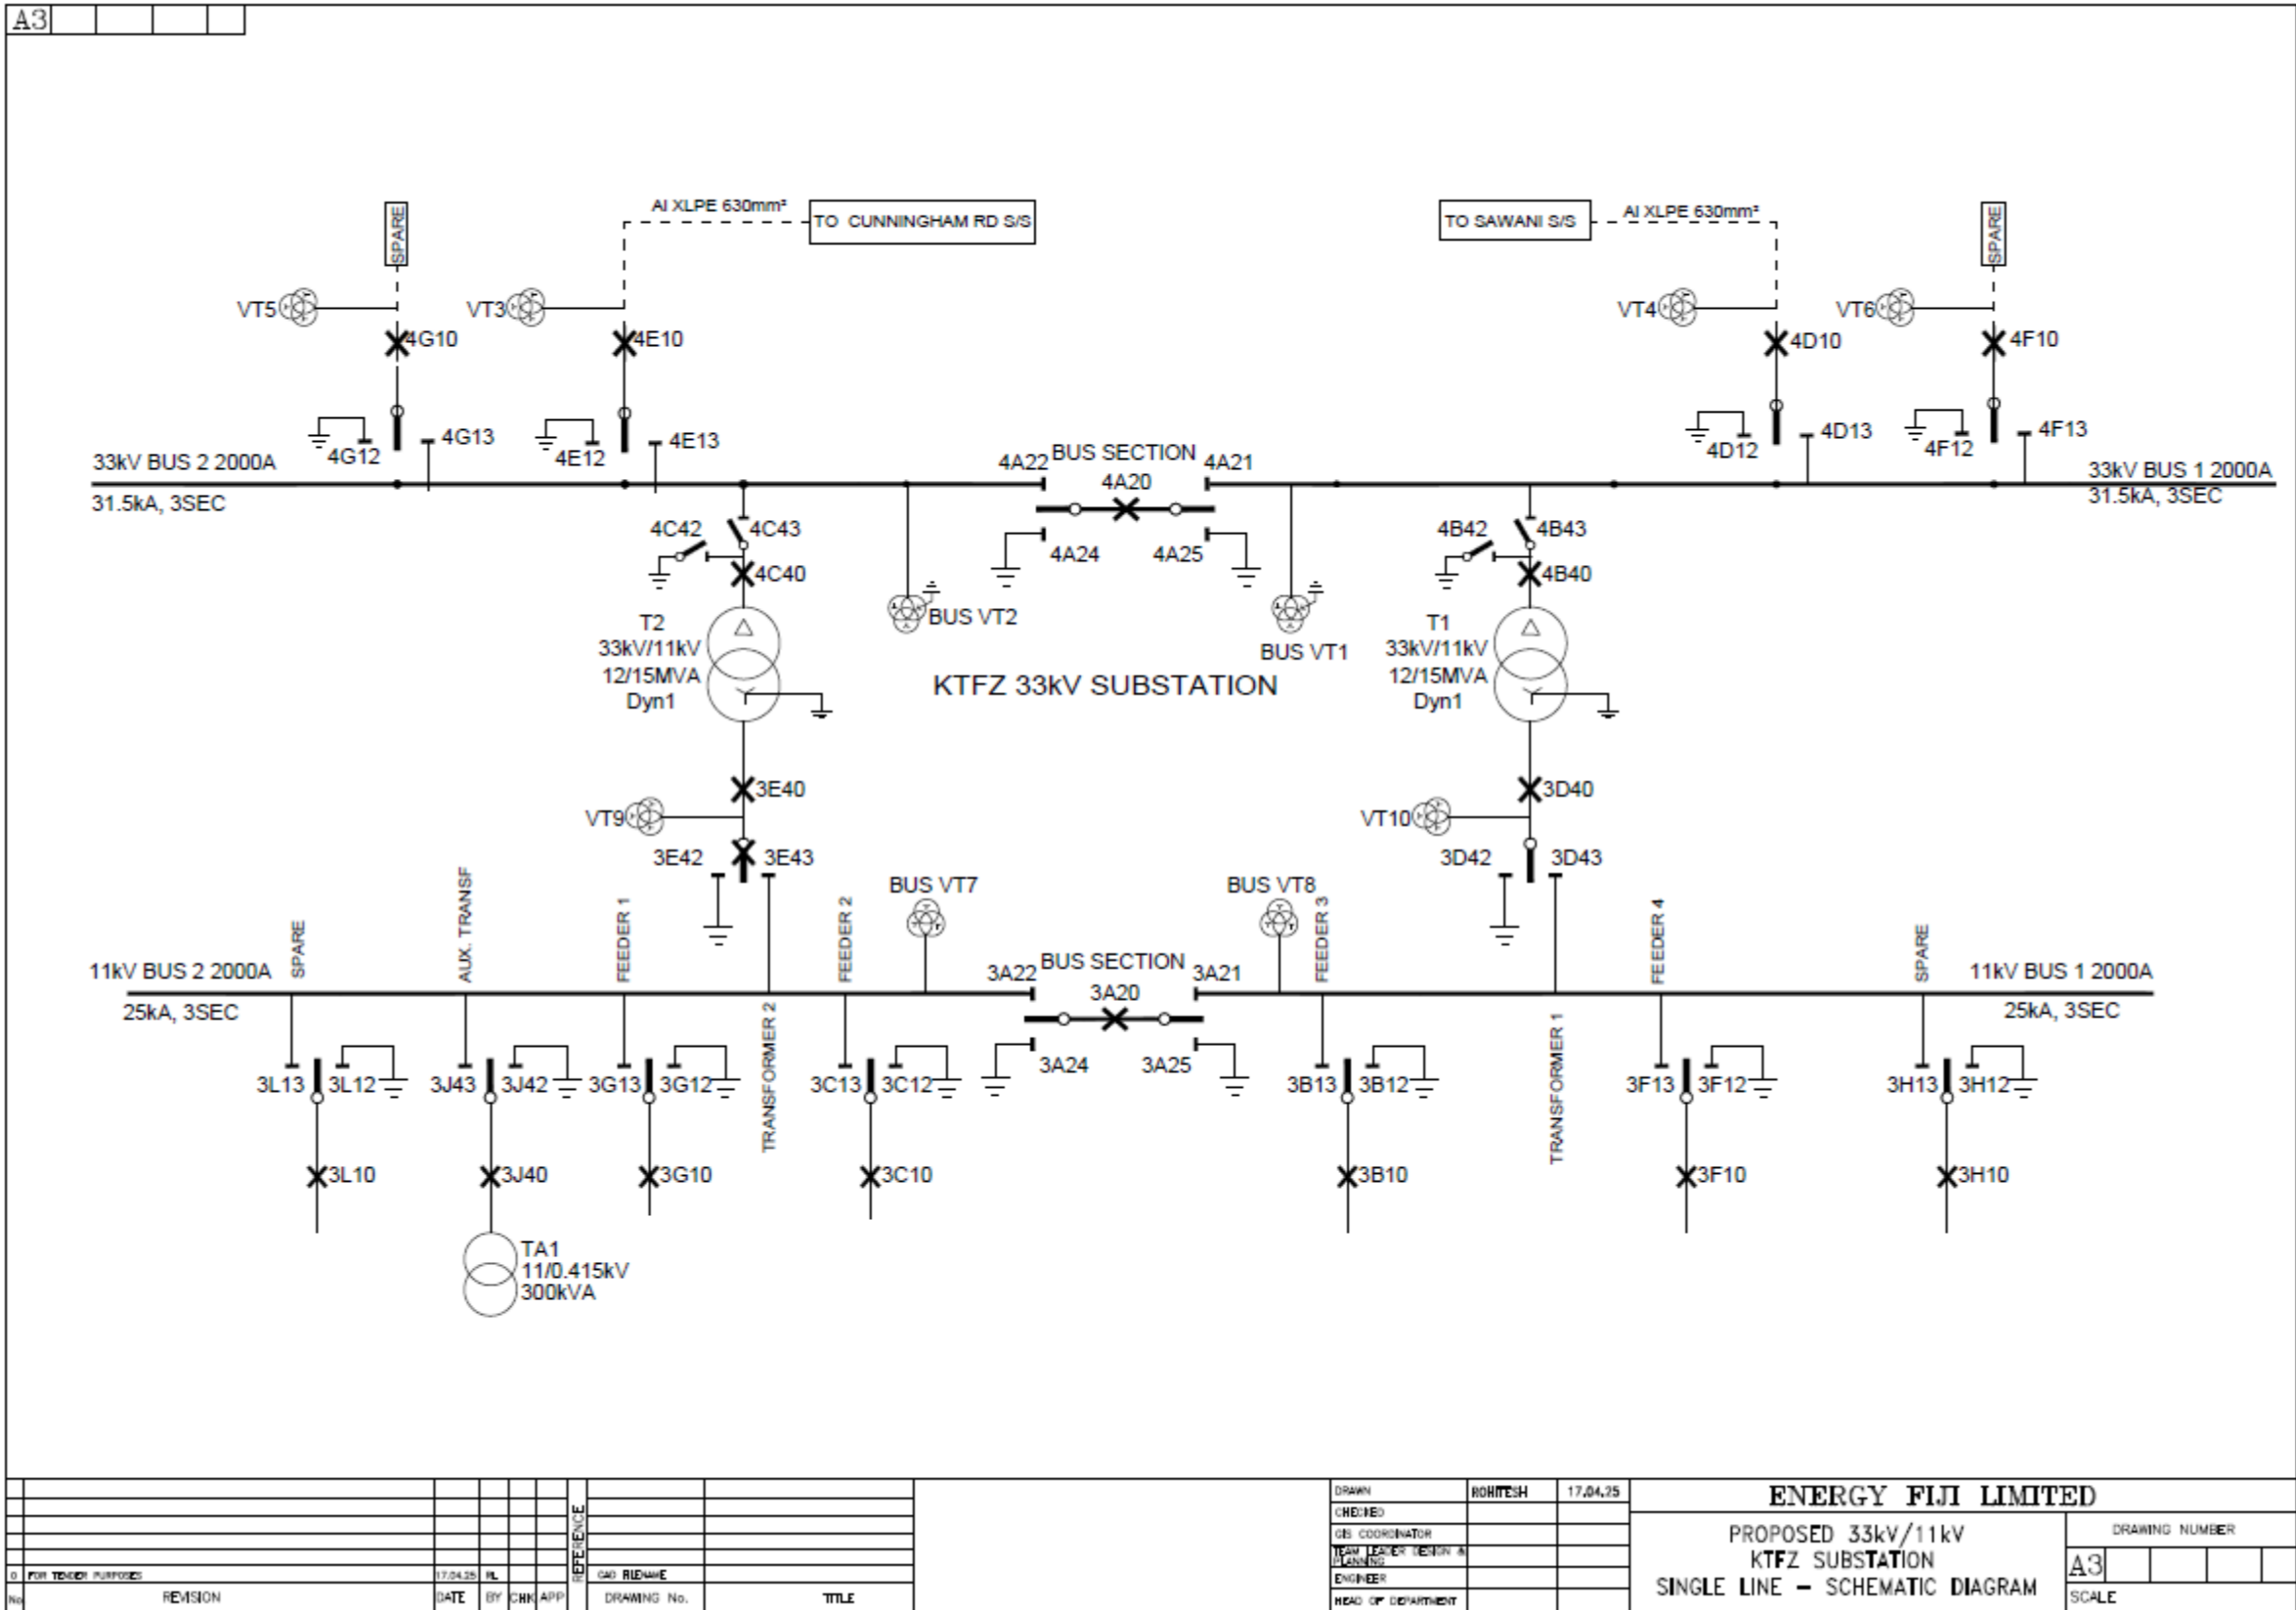 A3
SPARE
AI XLPE 630mm²
TO CUNNINGHAM RD S/S
TO SAWANI S/S
AI XLPE 630mm²
SPARE
VT5
VT3
VT4
VT6
4G10
4E10
4D10
4F10
4G12
4G13
4E12
4E13
4D12
4D13
4F12
4F13
33kV BUS 2 2000A
31.5kA, 3SEC
4A22
BUS SECTION
4A20
4A21
33kV BUS 1 2000A
31.5kA, 3SEC
4C42
4C43
4A24
4A25
4B42
4B43
4C40
4B40
T2
33kV/11kV
12/15MVA
Dyn1
BUS VT2
BUS VT1
T1
33kV/11kV
12/15MVA
Dyn1
KTFZ 33kV SUBSTATION
3E40
3D40
VT9
VT10
3E42
3E43
3D42
3D43
BUS VT7
BUS VT8
SPARE
AUX. TRANSF
FEEDER 1
FEEDER 2
FEEDER 3
FEEDER 4
SPARE
11kV BUS 2 2000A
25kA, 3SEC
3A22
BUS SECTION
3A20
3A21
11kV BUS 1 2000A
25kA, 3SEC
TRANSFORMER 2
TRANSFORMER 1
3A24
3A25
3L13
3L12
3J43
3J42
3G13
3G12
3C13
3C12
3B13
3B12
3F13
3F12
3H13
3H12
3L10
3J40
3G10
3C10
3B10
3F10
3H10
TA1
11/0.415kV
300kVA
0 FOR TENDER PURPOSES 17.04.25 RL
No REVISION DATE BY CHK APP
REFERENCE
CAD FILENAME
DRAWING No. TITLE
DRAWN ROHITESH 17.04.25
CHECKED
GIS COORDINATOR
TEAM LEADER DESIGN &
PLANNING
ENGINEER
HEAD OF DEPARTMENT
ENERGY FIJI LIMITED
PROPOSED 33kV/11kV
KTFZ SUBSTATION
SINGLE LINE - SCHEMATIC DIAGRAM
DRAWING NUMBER
A3
SCALE